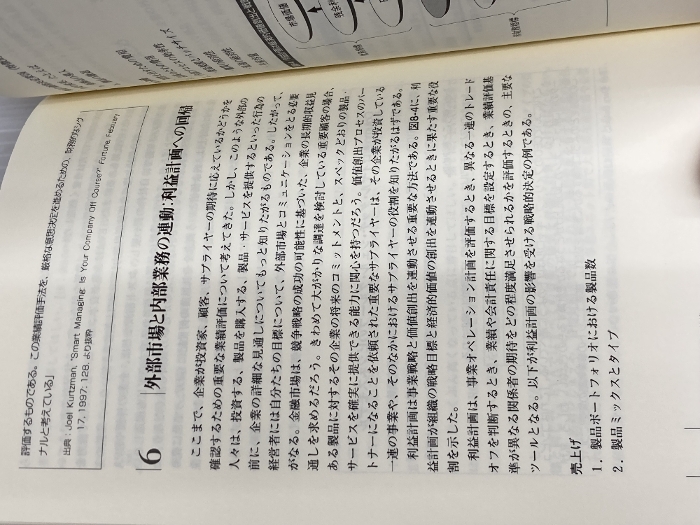 評価するものである。この業績評価手法を、厳格な意思決定を進めるための、財務的なシグ
ナルと考えている」
出典：Joel Kurtzman, "Smart Managing: Is Your Company Off Course?" Fortune, February
17, 1997: 128. より抜粋
6
外部市場と内部業務の連動：利益計画への回帰
ここまで、企業が投資家、顧客、サプライヤーの期待に応えているかどうかを
確認するための重要な業績評価について考えてきた。しかし、このような外部の
人々は、投資する、製品を購入する、製品・サービスを提供するといった行為の
前に、企業の詳細な見通しについてもっと知りたがるものである。したがって、
経営者には自分たちの目標について、外部市場とコミュニケーションをとる必要
がある。金融市場は、競争戦略の成功の可能性に基づいた、企業の長期的収益見
通しを求めるだろう。きわめて大がかりな調達を検討している重要顧客の場合、
ある製品に対するその企業の将来のコミットメントと、スペックどおりの製品・
サービスを確実に提供できる能力に関心を持つだろう。価値創出プロセスのパー
トナーになることを依頼された重要なサプライヤーは、その企業が投資している
一連の事業や、そのなかにおけるサプライヤーの役割を知りたがるはずである。
利益計画は事業戦略と価値創出を連動させる重要な方法である。図8-4に、利
益計画が組織の戦略目標と経済的価値の創出を連動させるときに果たす重要な役
割を示した。
利益計画は、事業オペレーション計画を評価するとき、異なる一連のトレード
オフを判断するとき、業績や会計責任に関する目標を設定するとき、業績評価基
準が異なる関係者の期待をどの程度満足させられるかを評価するときの、主要な
ツールとなる。以下が利益計画の影響を受ける戦略的決定の例である。
売上げ
1. 製品ポートフォリオにおける製品数
2. 製品ミックスとタイプ